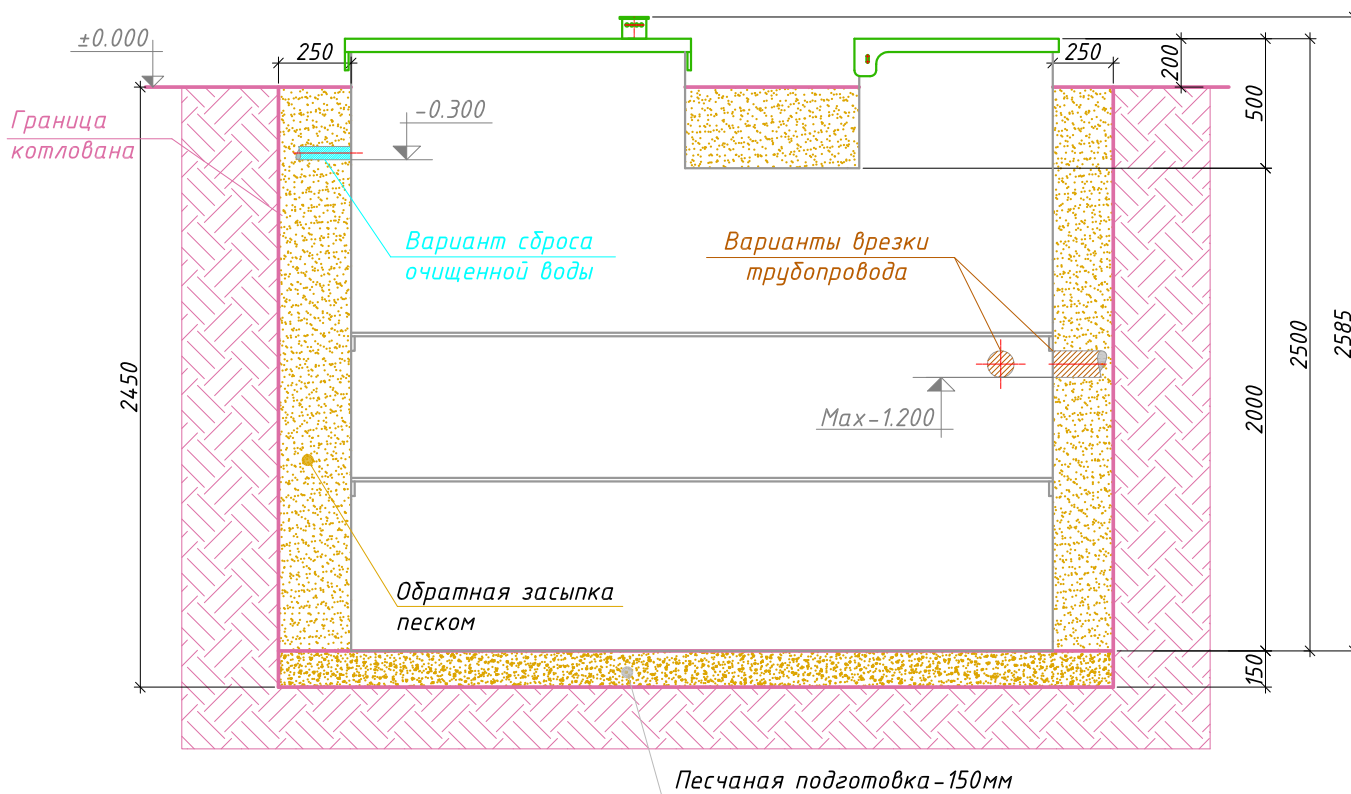 ±0.000
250
250
200
500
Граница
котлована
-0.300
Вариант сброса
очищенной воды
Варианты врезки
трубопровода
2585
2500
2450
2000
Max-1.200
Обратная засыпка
песком
150
Песчаная подготовка-150мм